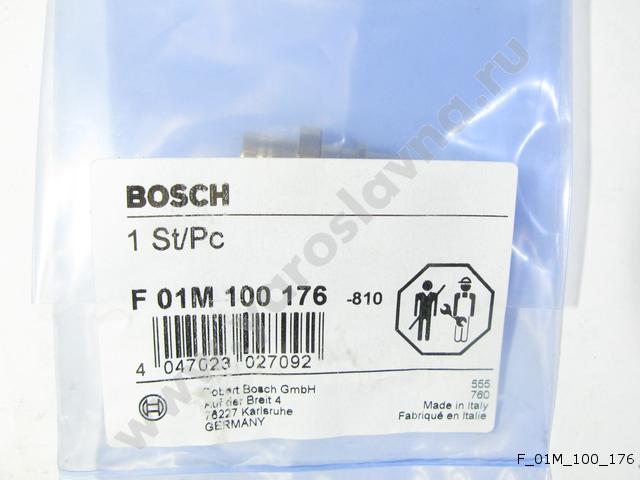 BOSCH
1 St/Pc
F 01M 100 176 -810
4 047023 027092
Robert Bosch GmbH
Auf der Breit 4
76227 Karlsruhe
GERMANY
555
760
Made in Italy
Fabriqué en Italie
yaroslavna.ru
F_01M_100_176